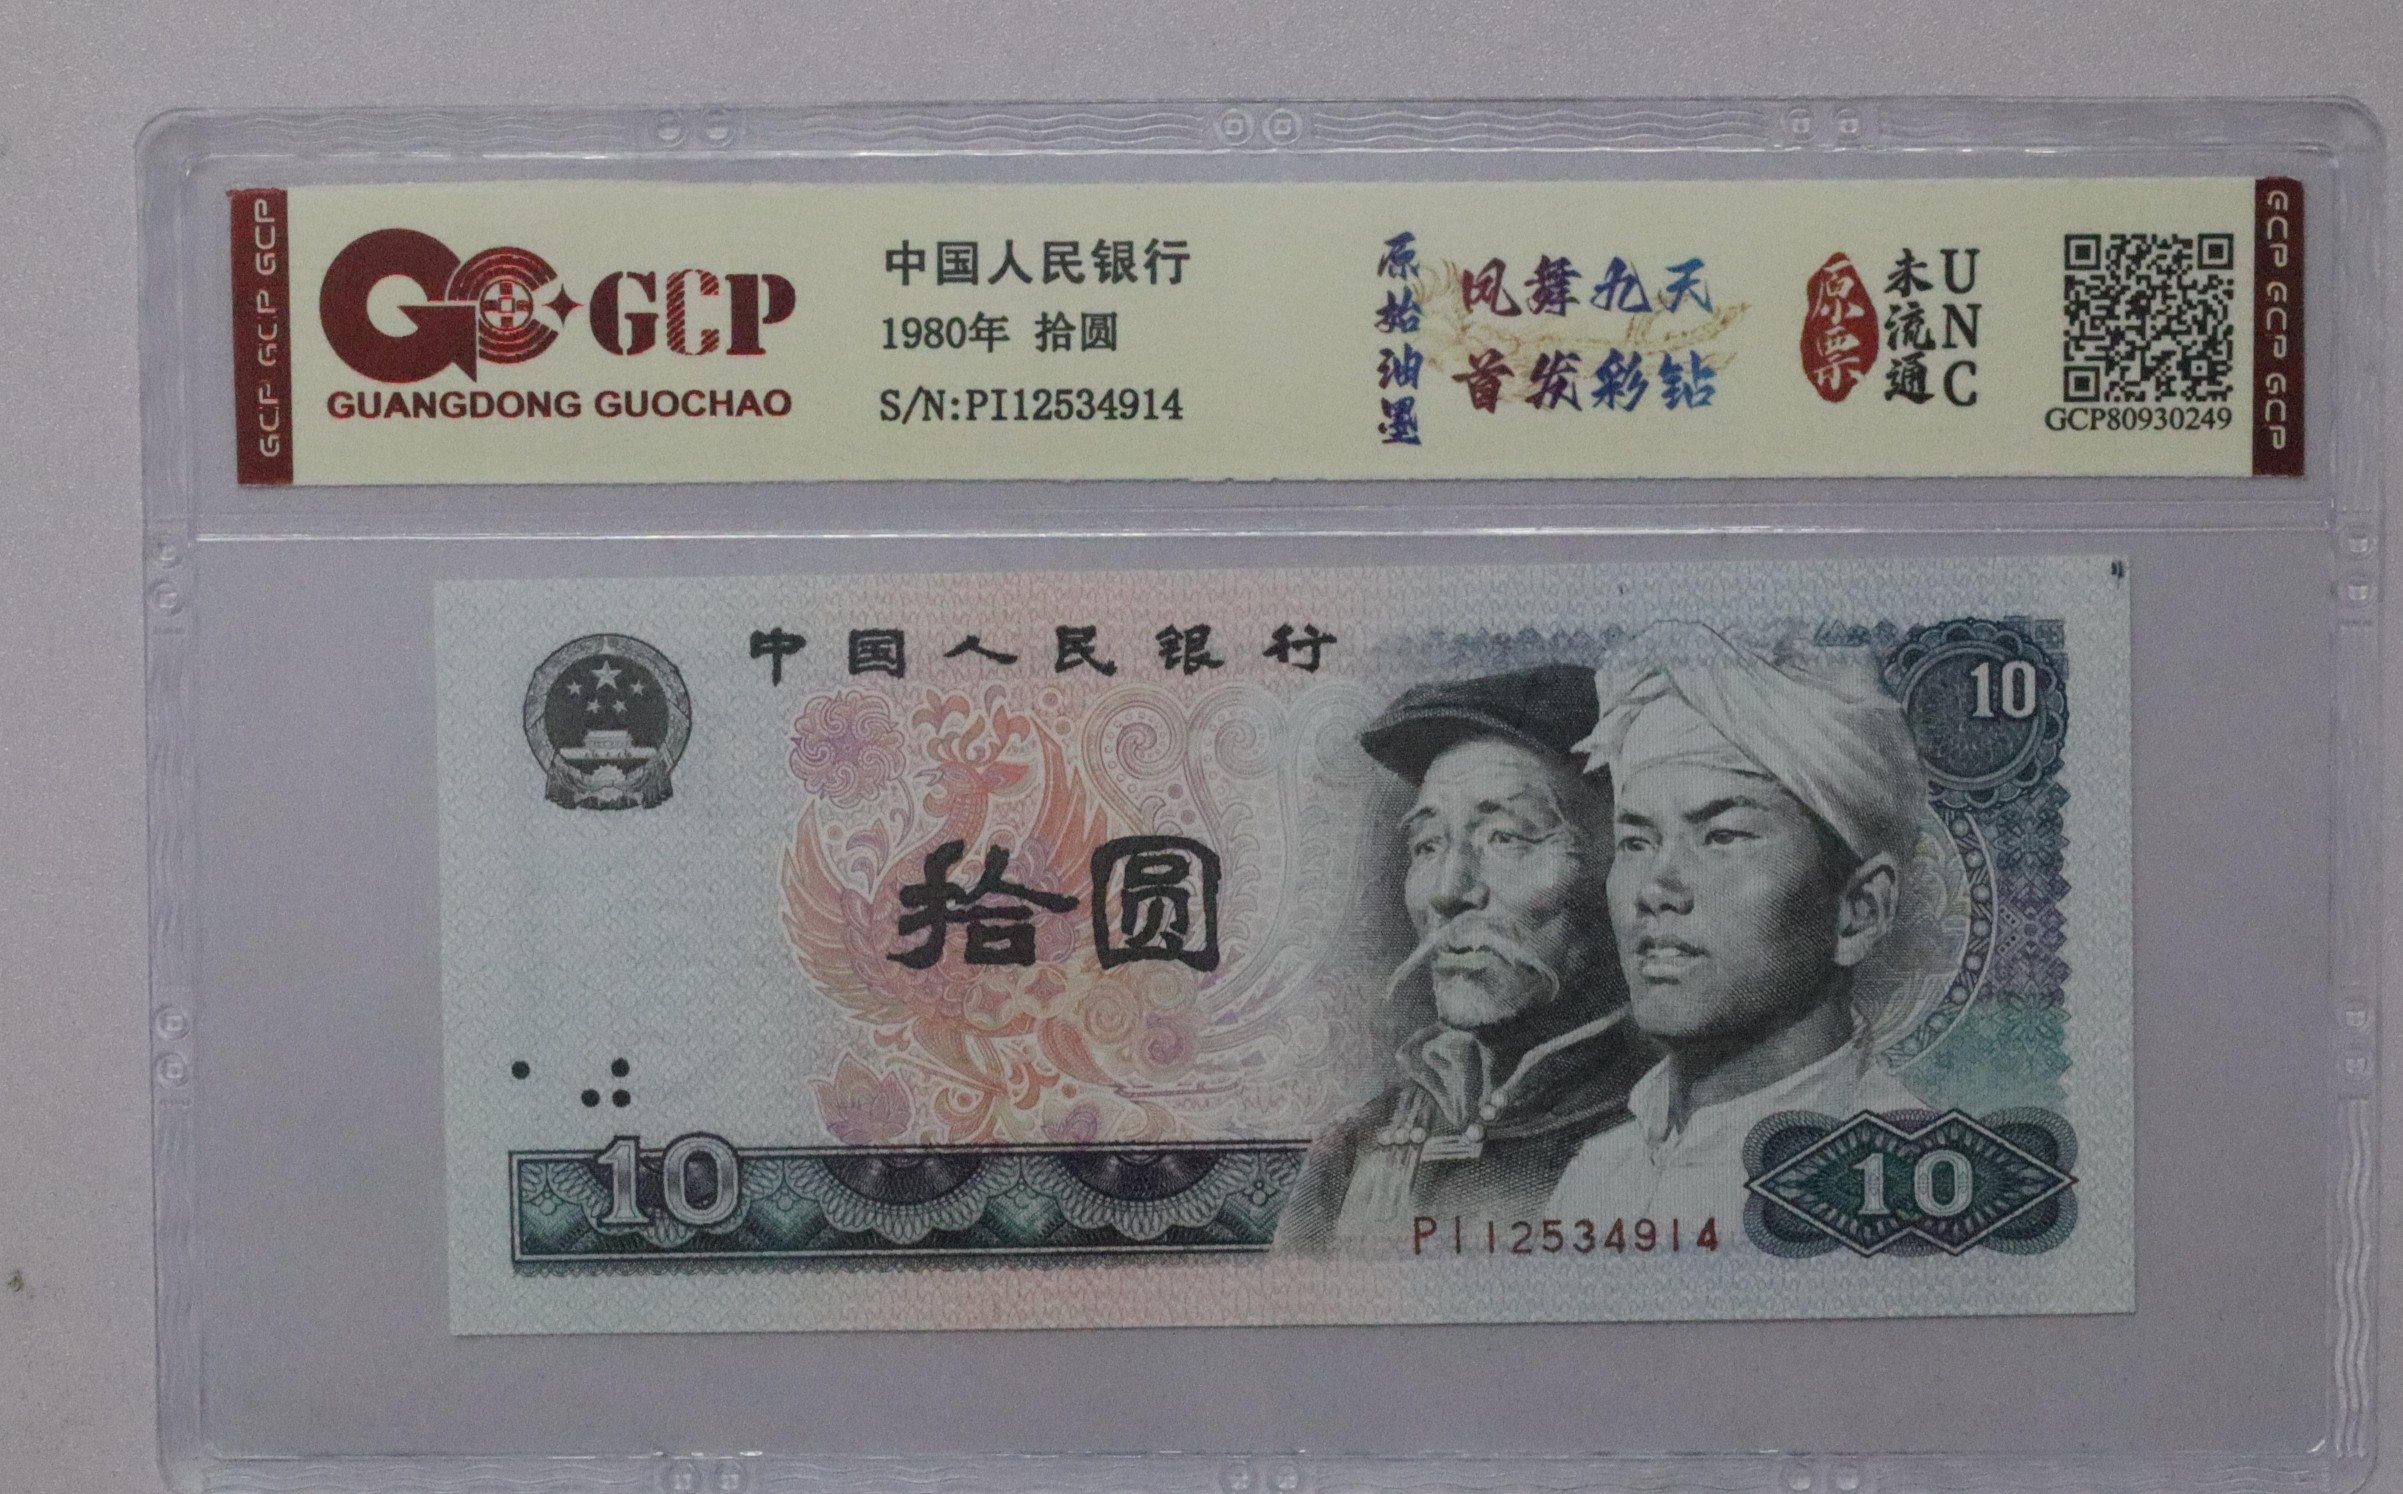 GCP GCP GCP
GCP
GUANGDONG GUOCHAO
中国人民银行
1980年 拾圆
S/N:PI12534914
原始油墨
凤舞九天
首发彩钻
原票
未流通
UNC
GCP80930249
GCP GCP GCP
中国人民银行
10
拾圆
10
PI12534914
10